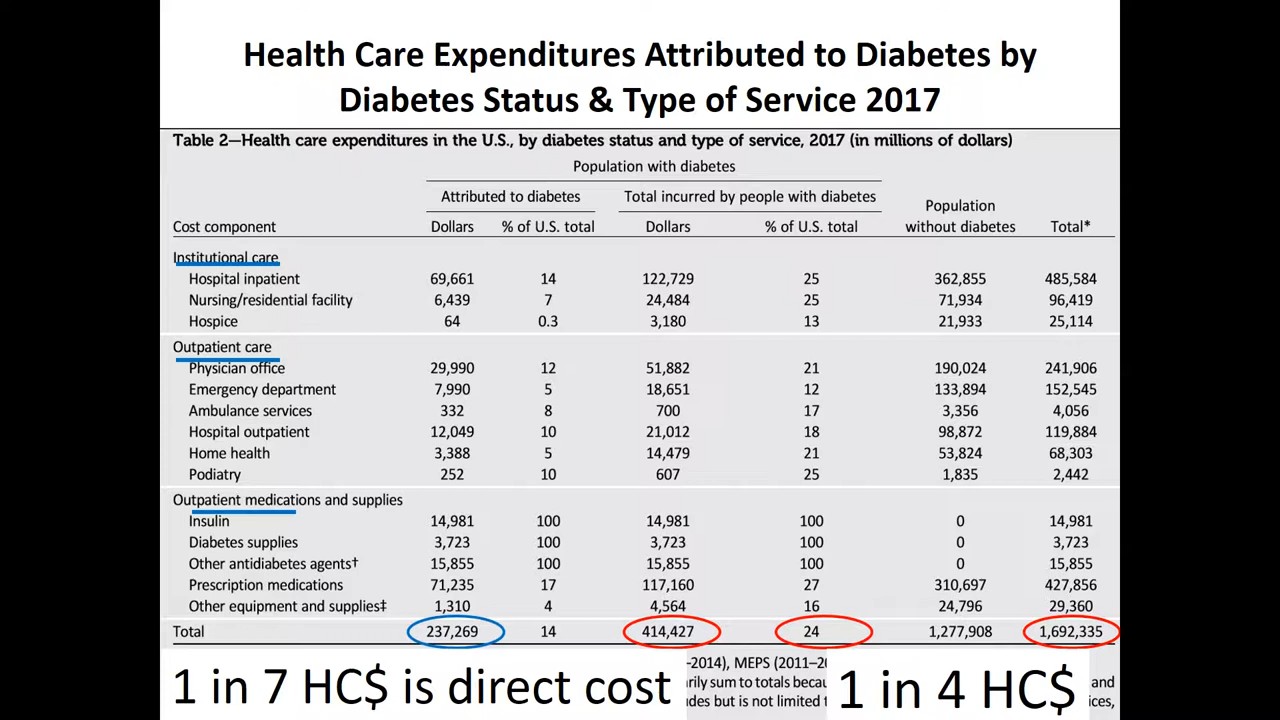 Health Care Expenditures Attributed to Diabetes by
Diabetes Status & Type of Service 2017
Table 2—Health care expenditures in the U.S., by diabetes status and type of service, 2017 (in millions of dollars)
Population with diabetes
Attributed to diabetes Total incurred by people with diabetes Population
Cost component Dollars % of U.S. total Dollars % of U.S. total without diabetes Total*
Institutional care
Hospital inpatient 69,661 14 122,729 25 362,855 485,584
Nursing/residential facility 6,439 7 24,484 25 71,934 96,419
Hospice 64 0.3 3,180 13 21,933 25,114
Outpatient care
Physician office 29,990 12 51,882 21 190,024 241,906
Emergency department 7,990 5 18,651 12 133,894 152,545
Ambulance services 332 8 700 17 3,356 4,056
Hospital outpatient 12,049 10 21,012 18 98,872 119,884
Home health 3,388 5 14,479 21 53,824 68,303
Podiatry 252 10 607 25 1,835 2,442
Outpatient medications and supplies
Insulin 14,981 100 14,981 100 0 14,981
Diabetes supplies 3,723 100 3,723 100 0 3,723
Other antidiabetes agents† 15,855 100 15,855 100 0 15,855
Prescription medications 71,235 17 117,160 27 310,697 427,856
Other equipment and supplies‡ 1,310 4 4,564 16 24,796 29,360
Total 237,269 14 414,427 24 1,277,908 1,692,335
–2014), MEPS (2011–20
rily sum to totals becau and
des but is not limited ices,
1 in 7 HC$ is direct cost 1 in 4 HC$